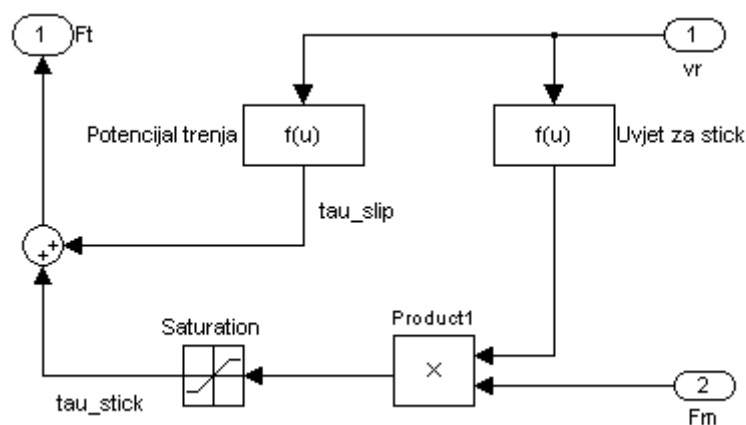 1 Ft
1
vr
Potencijal trenja
f(u)
f(u)
Uvjet za stick
tau_slip
+
+
Saturation
Product1
×
tau_stick
2
Fm